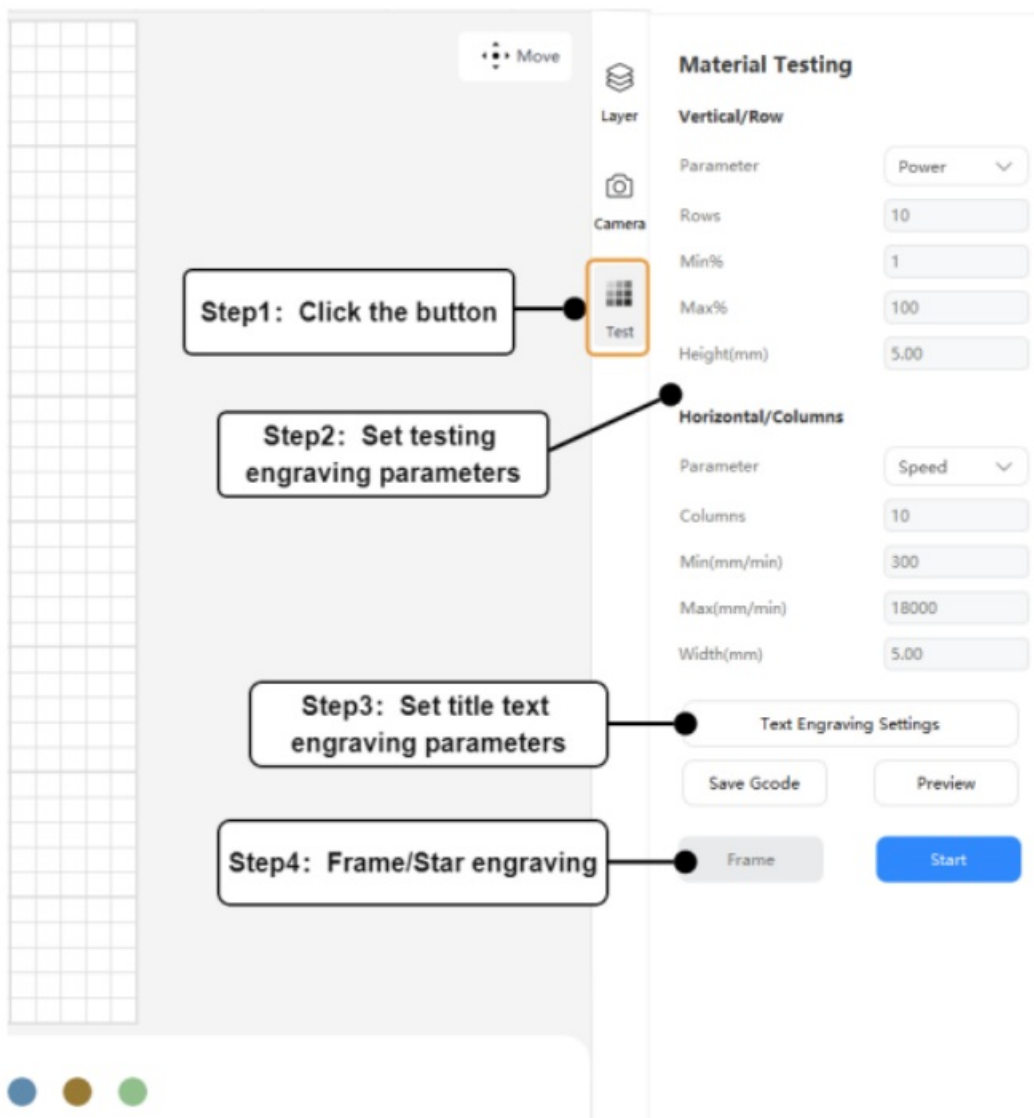 Move
Layer
Camera
Test
Step1: Click the button
Step2: Set testing
engraving parameters
Step3: Set title text
engraving parameters
Step4: Frame/Star engraving
Material Testing
Vertical/Row
Parameter Power
Rows 10
Min% 1
Max% 100
Height(mm) 5.00
Horizontal/Columns
Parameter Speed
Columns 10
Min(mm/min) 300
Max(mm/min) 18000
Width(mm) 5.00
Text Engraving Settings
Save Gcode Preview
Frame Start